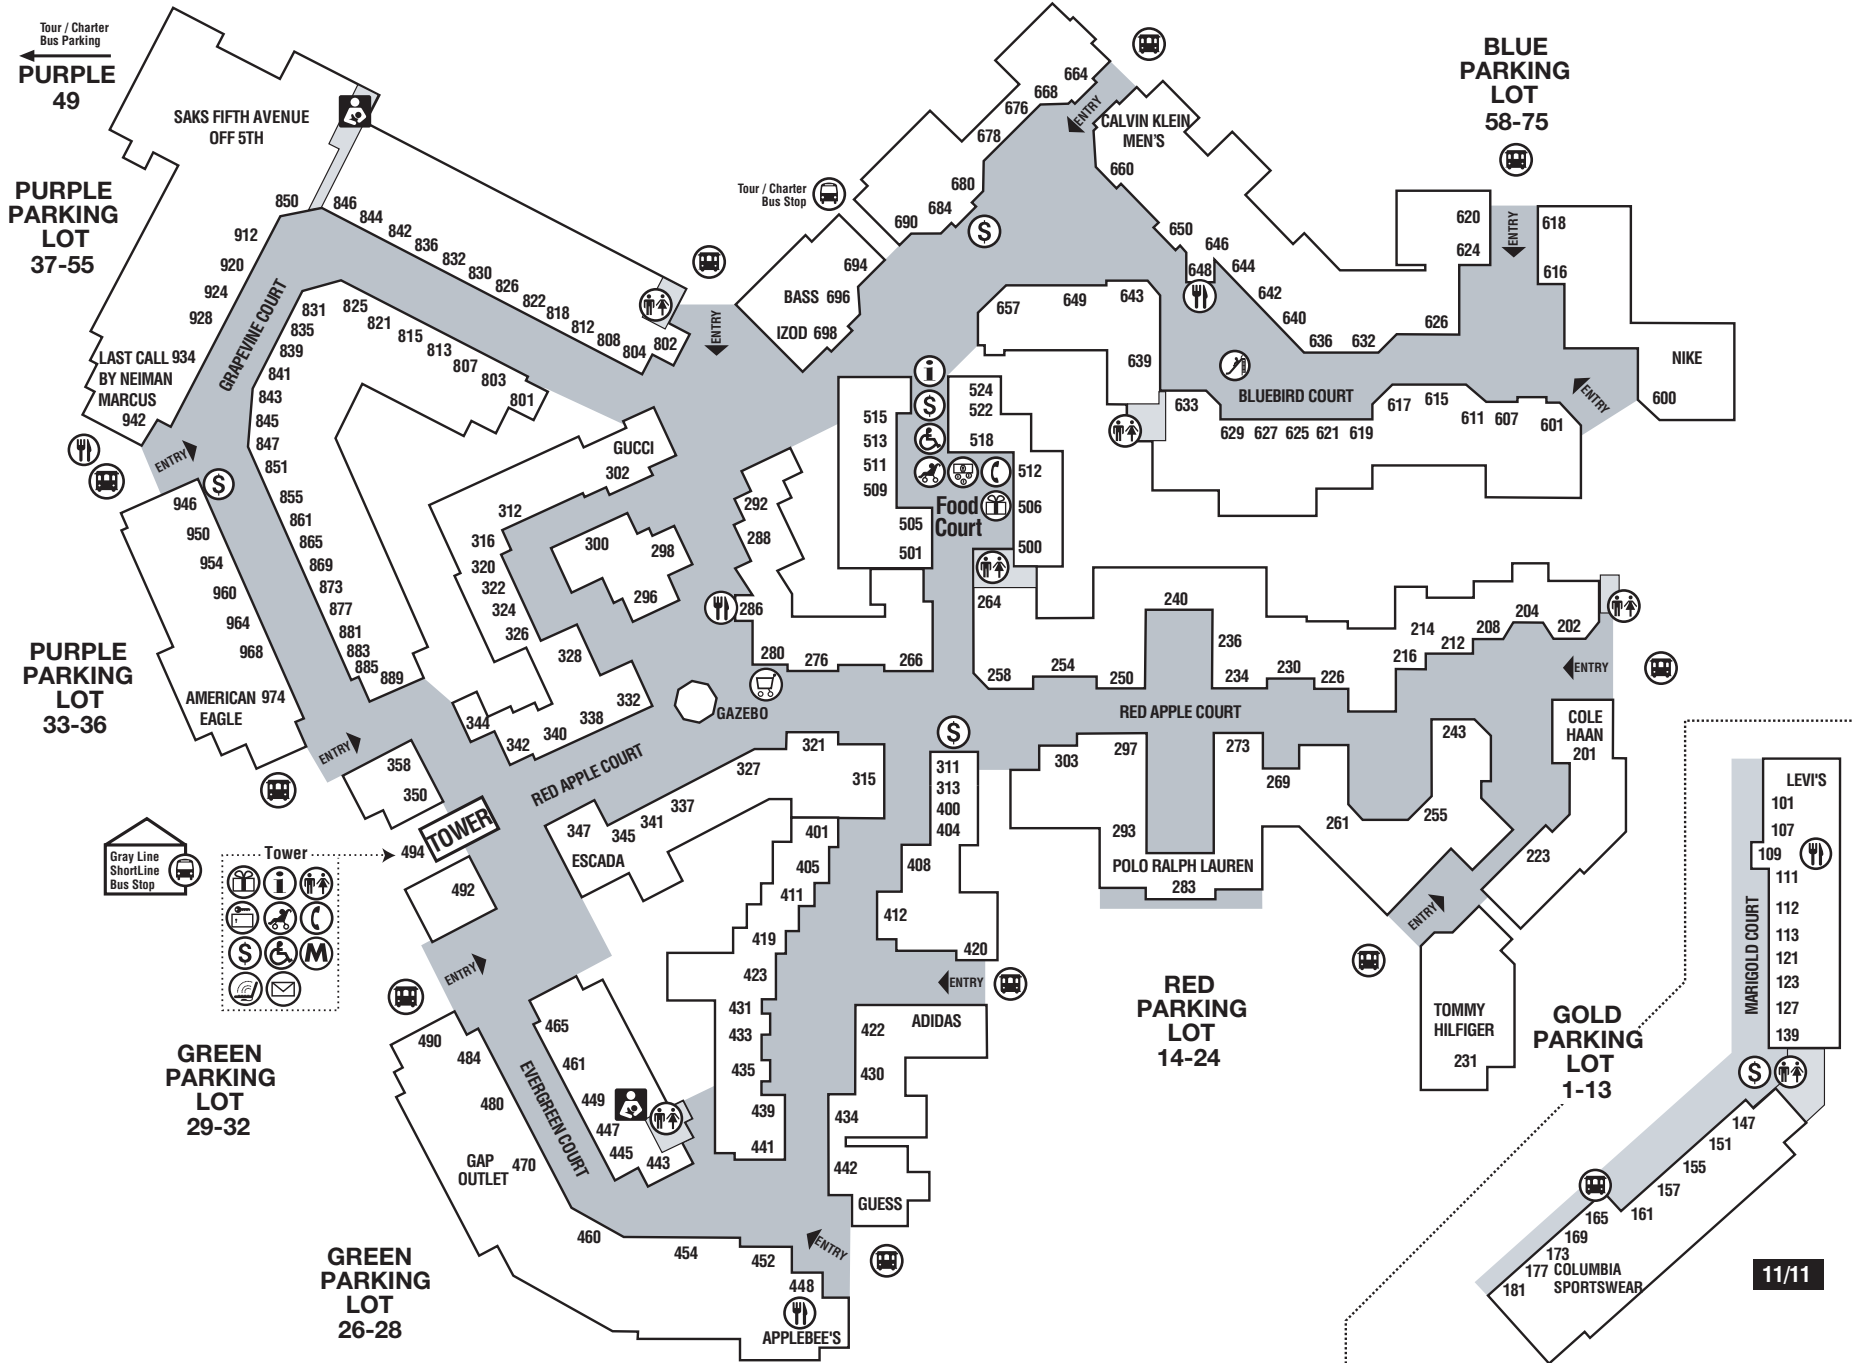 Tour / Charter
Bus Parking
PURPLE
49
SAKS FIFTH AVENUE
OFF 5TH
PURPLE
PARKING
LOT
37-55
850
846
844
842
836
832
830
826
822
818
812
808
804
802
912
920
924
928
LAST CALL 934
BY NEIMAN
MARCUS
942
GRAPEVINE COURT
831
835
839
841
843
845
847
851
855
861
865
869
873
877
881
883
885
889
825
821
815
813
807
803
801
ENTRY
ENTRY
946
950
954
960
964
968
AMERICAN 974
EAGLE
PURPLE
PARKING
LOT
33-36
ENTRY
358
350
TOWER
494
Gray Line
ShortLine
Bus Stop
Tower
M
492
ENTRY
GREEN
PARKING
LOT
29-32
490
484
480
GAP
OUTLET 470
460
454
452
448
APPLEBEE'S
ENTRY
GREEN
PARKING
LOT
26-28
EVERGREEN COURT
465
461
449
447
445
443
GUCCI
302
312
316
320
322
324
326
328
332
338
340
342
344
300
298
296
292
288
286
280
276
266
GAZEBO
RED APPLE COURT
321
315
327
337
341
345
347
ESCADA
401
405
411
419
423
431
433
435
439
441
311
313
400
404
408
412
420
ENTRY
ADIDAS
422
430
434
442
GUESS
Tour / Charter
Bus Stop
664
668
676
678
680
684
690
694
BASS 696
IZOD 698
ENTRY
CALVIN KLEIN
MEN'S
660
650
646
648
644
642
640
636
632
626
620
624
ENTRY
618
616
BLUE
PARKING
LOT
58-75
NIKE
600
ENTRY
BLUEBIRD COURT
657
649
643
639
633
629
627
625
621
619
617
615
611
607
601
524
522
518
515
513
511
509
505
501
512
506
500
Food
Court
264
258
254
250
240
236
234
230
226
216
214
212
208
204
202
ENTRY
RED APPLE COURT
303
297
293
POLO RALPH LAUREN
283
273
269
261
255
243
COLE
HAAN
201
223
ENTRY
TOMMY
HILFIGER
231
RED
PARKING
LOT
14-24
GOLD
PARKING
LOT
1-13
MARIGOLD COURT
LEVI'S
101
107
109
111
112
113
121
123
127
139
147
151
155
157
161
165
169
173
177 COLUMBIA
SPORTSWEAR
181
11/11